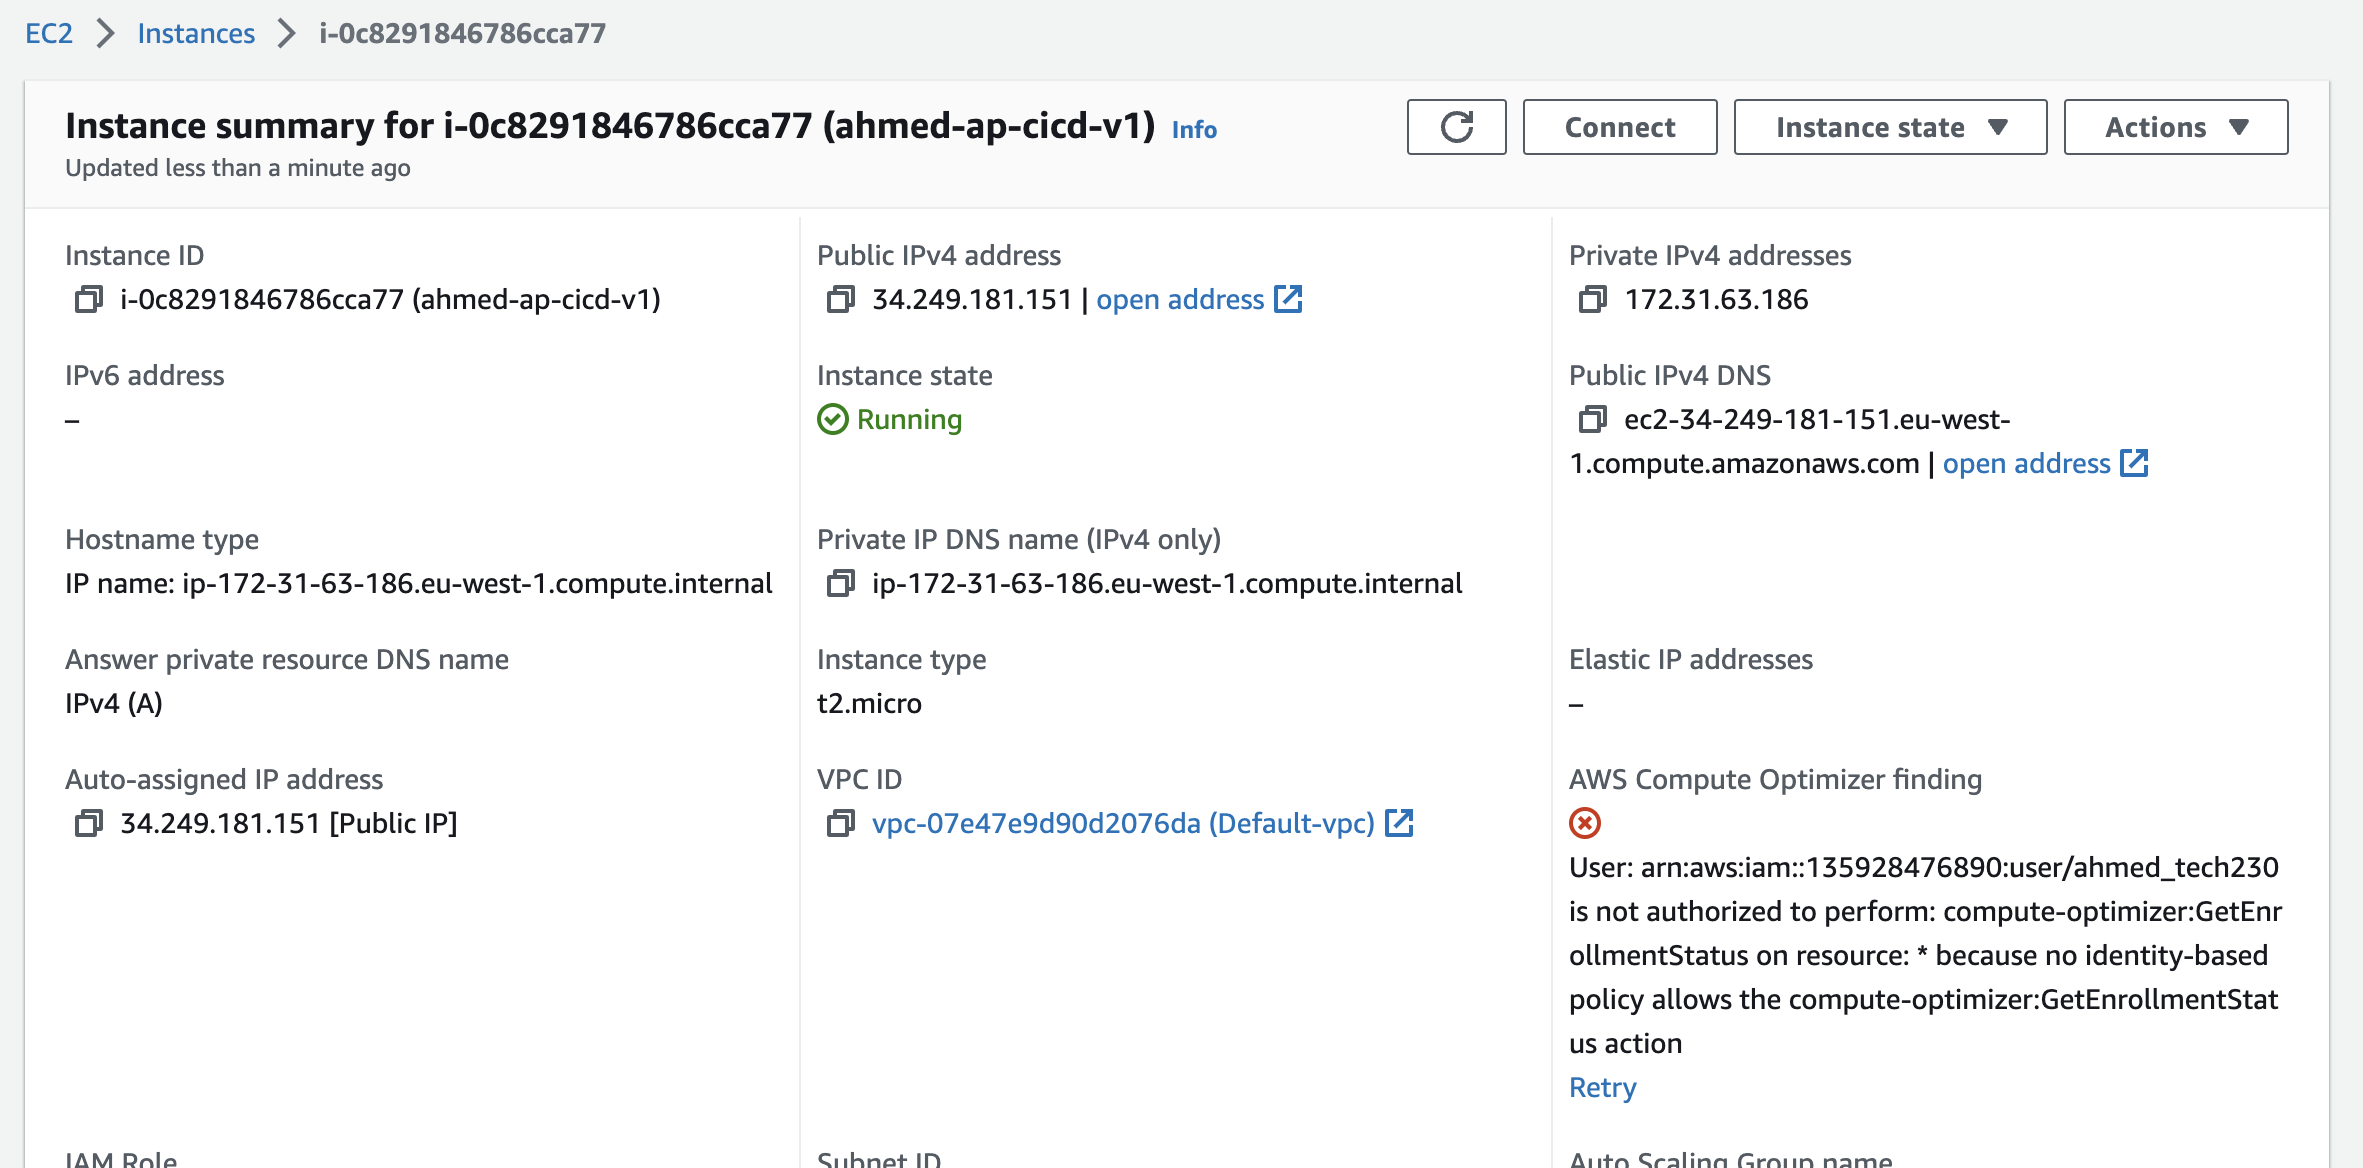 EC2 > Instances > i-0c8291846786cca77
Instance summary for i-0c8291846786cca77 (ahmed-ap-cicd-v1) Info
Updated less than a minute ago
Connect
Instance state
Actions
Instance ID
i-0c8291846786cca77 (ahmed-ap-cicd-v1)
Public IPv4 address
34.249.181.151 | open address
Private IPv4 addresses
172.31.63.186
IPv6 address
–
Instance state
Running
Public IPv4 DNS
ec2-34-249-181-151.eu-west-
1.compute.amazonaws.com | open address
Hostname type
IP name: ip-172-31-63-186.eu-west-1.compute.internal
Private IP DNS name (IPv4 only)
ip-172-31-63-186.eu-west-1.compute.internal
Answer private resource DNS name
IPv4 (A)
Instance type
t2.micro
Elastic IP addresses
–
Auto-assigned IP address
34.249.181.151 [Public IP]
VPC ID
vpc-07e47e9d90d2076da (Default-vpc)
AWS Compute Optimizer finding
User: arn:aws:iam::135928476890:user/ahmed_tech230
is not authorized to perform: compute-optimizer:GetEnr
ollmentStatus on resource: * because no identity-based
policy allows the compute-optimizer:GetEnrollmentStat
us action
Retry
IAM Role
Subnet ID
Auto Scaling Group name